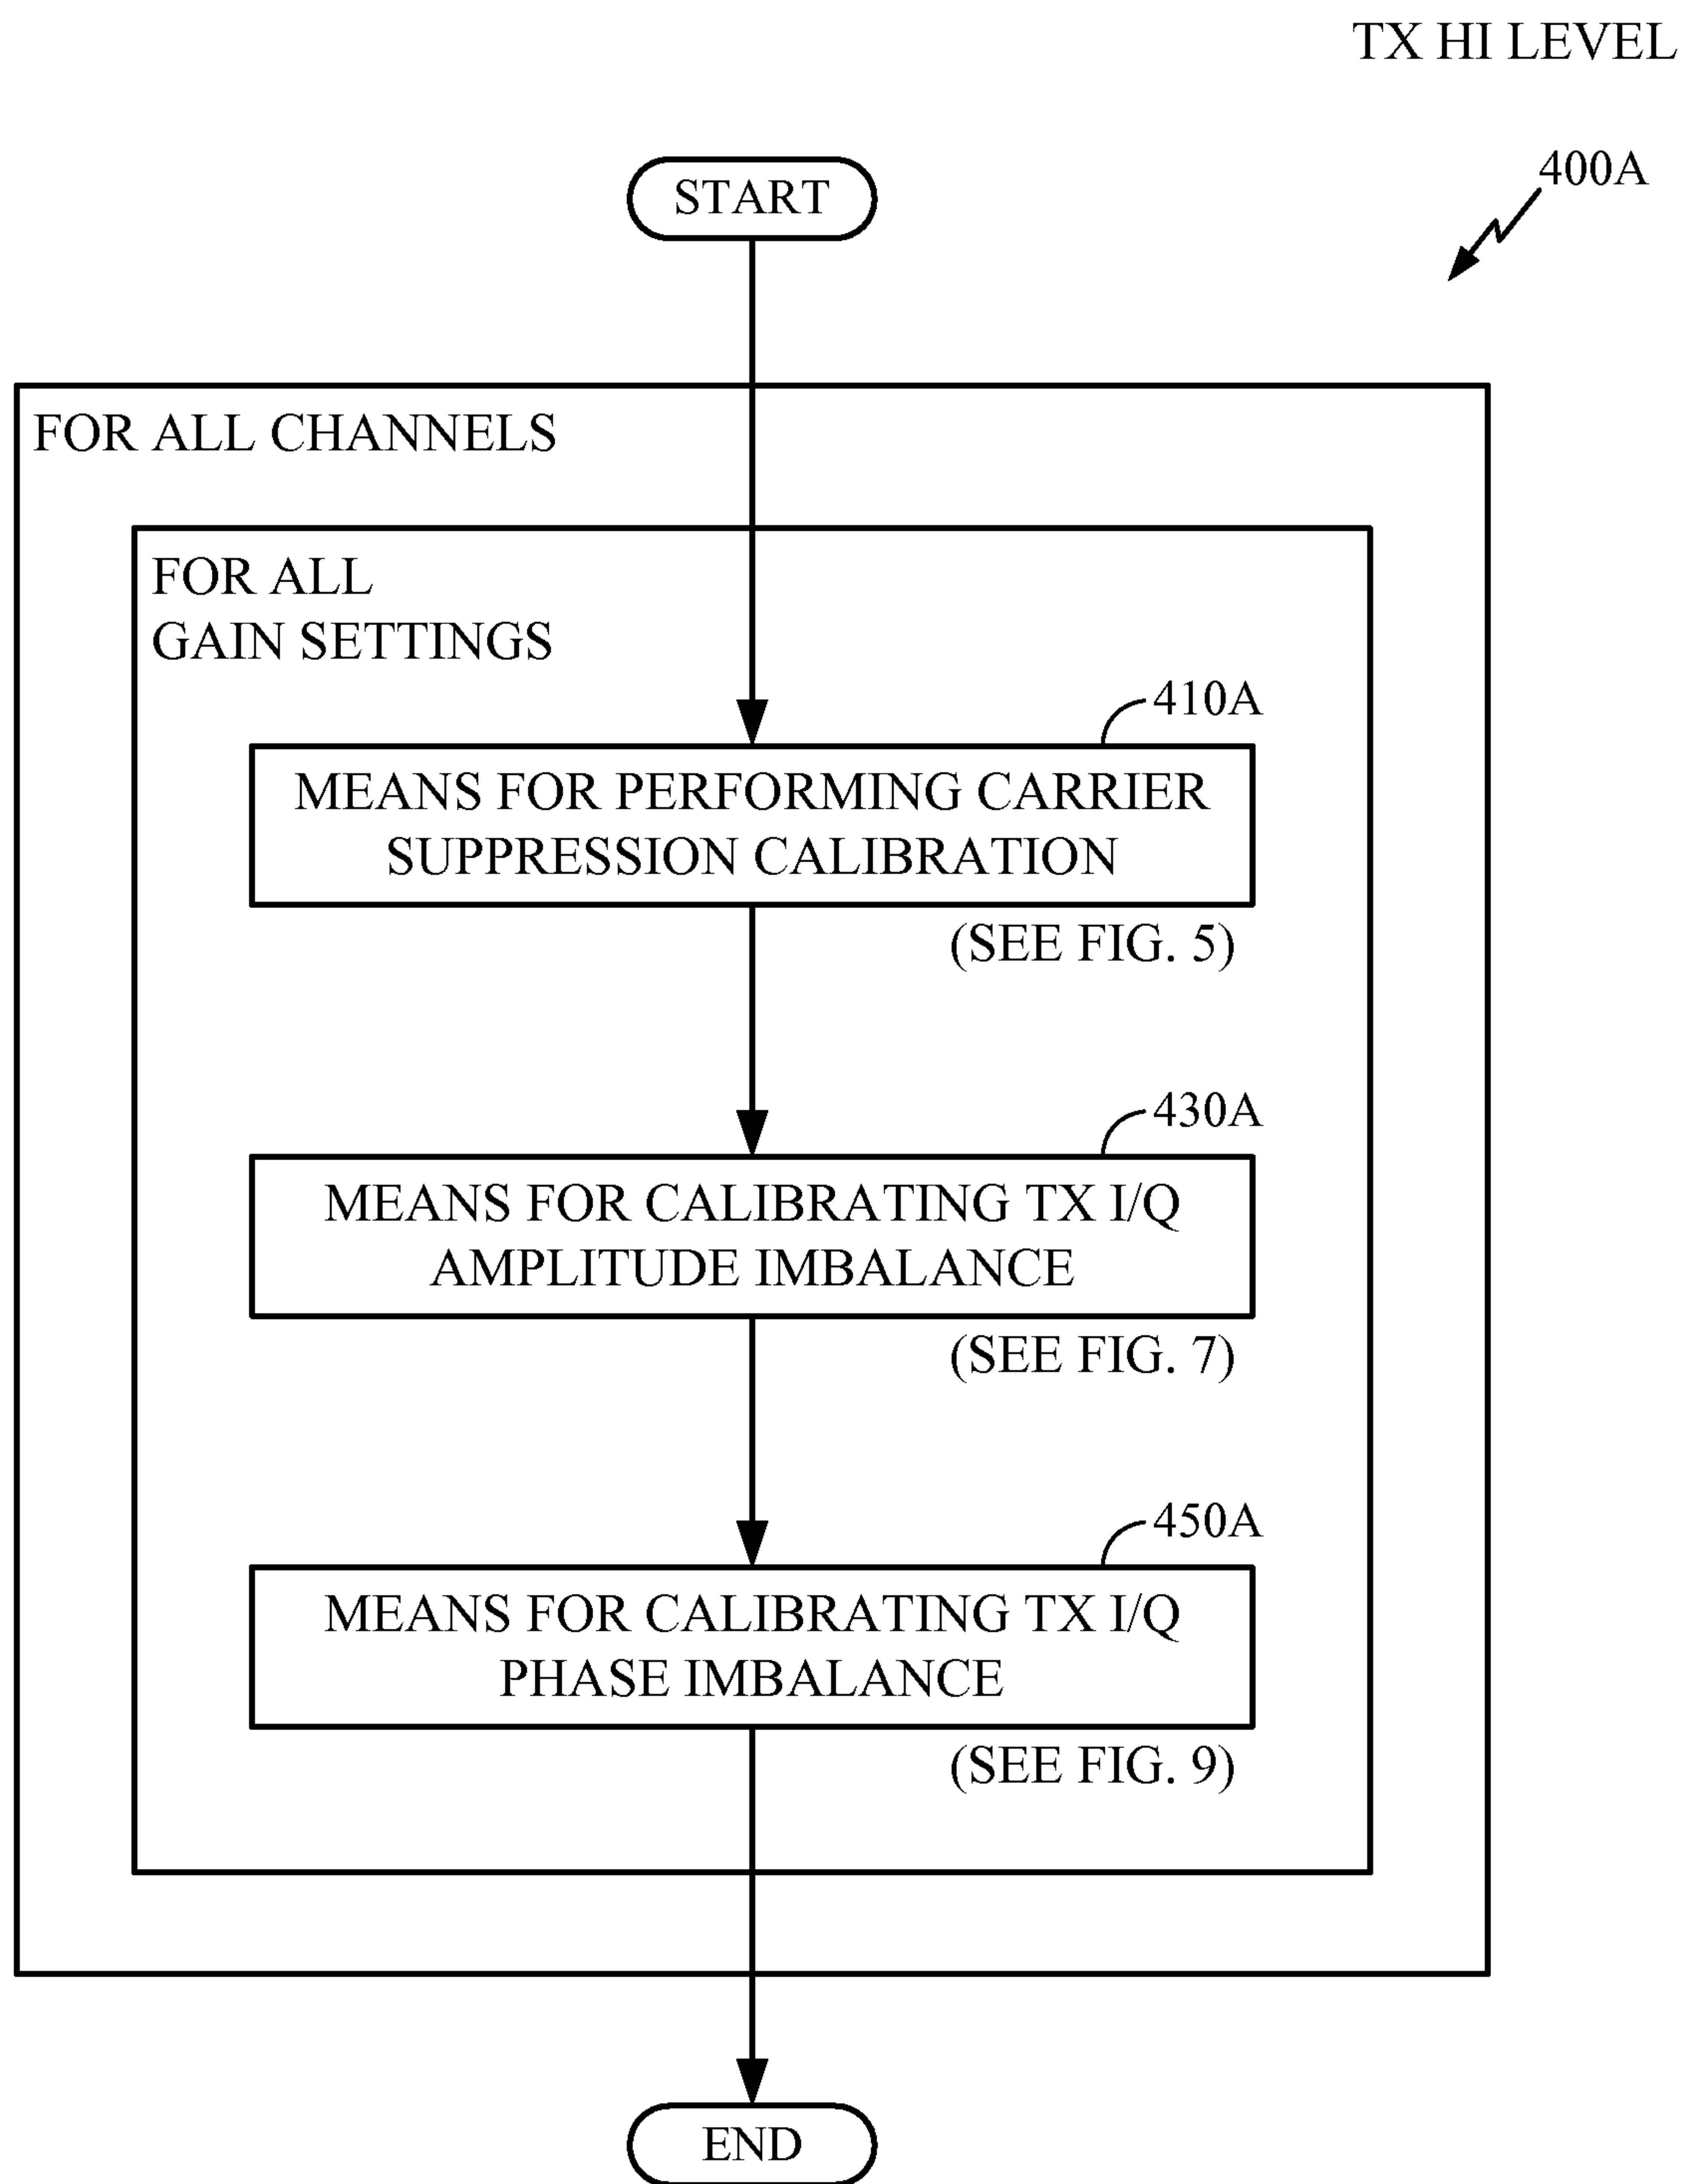 TX HI LEVEL
400A
START
FOR ALL CHANNELS
FOR ALL
GAIN SETTINGS
410A
MEANS FOR PERFORMING CARRIER
SUPPRESSION CALIBRATION
(SEE FIG. 5)
430A
MEANS FOR CALIBRATING TX I/Q
AMPLITUDE IMBALANCE
(SEE FIG. 7)
450A
MEANS FOR CALIBRATING TX I/Q
PHASE IMBALANCE
(SEE FIG. 9)
END